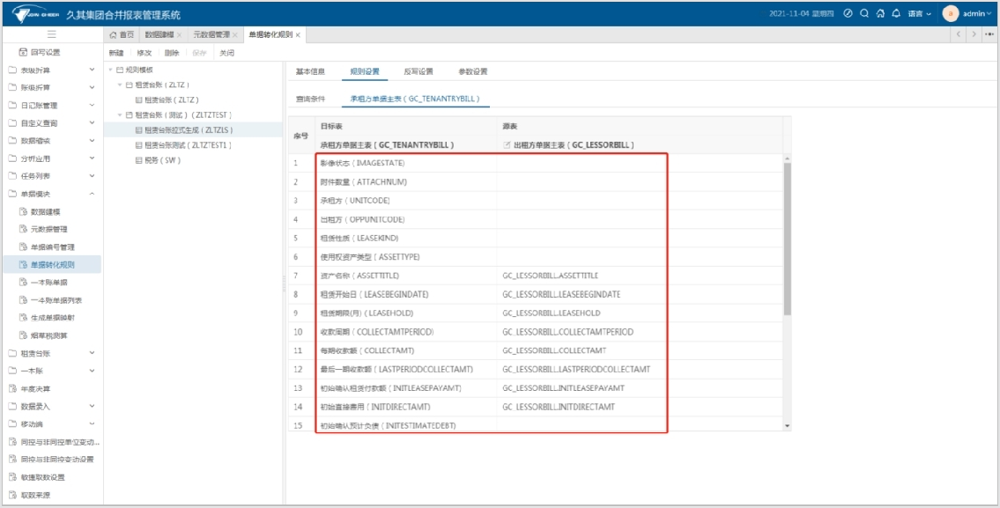 JOIN-CHEER 久其集团合并报表管理系统
2021-11-04 星期四 语言 a admin
首页 数据建模 元数据管理 单据转化规则
新建 修改 删除 保存 关闭
回写设置
表级折算
账级折算
日记账管理
自定义查询
数据稽核
分析应用
任务列表
单据模块
数据建模
元数据管理
单据编号管理
单据转化规则
一本账单据
一本账单据列表
生成单据映射
烟草税测算
租赁台账
一本账
年度决算
数据录入
移动端
同控与非同控单位变动...
同控与非同控变动设置
敏捷取数设置
取数来源
规则模板
租赁台账(ZLTZ)
租赁台账(ZLTZ)
租赁台账(测试)(ZLTZTEST)
租赁台账拉式生成(ZLTZLS)
租赁台账测试(ZLTZTEST1)
税务(SW)
基本信息 规则设置 反写设置 参数设置
查询条件 承租方单据主表(GC_TENANTRYBILL)
序号 目标表 源表
承租方单据主表(GC_TENANTRYBILL) 出租方单据主表(GC_LESSORBILL)
1 影像状态(IMAGESTATE)
2 附件数量(ATTACHNUM)
3 承租方(UNITCODE)
4 出租方(OPPUNITCODE)
5 租赁性质(LEASEKIND)
6 使用权资产类型(ASSETTYPE)
7 资产名称(ASSETTITLE) GC_LESSORBILL.ASSETTITLE
8 租赁开始日(LEASEBEGINDATE) GC_LESSORBILL.LEASEBEGINDATE
9 租赁期限(月)(LEASEHOLD) GC_LESSORBILL.LEASEHOLD
10 收款周期(COLLECTAMTPERIOD) GC_LESSORBILL.COLLECTAMTPERIOD
11 每期收款额(COLLECTAMT) GC_LESSORBILL.COLLECTAMT
12 最后一期收款额(LASTPERIODCOLLECTAMT) GC_LESSORBILL.LASTPERIODCOLLECTAMT
13 初始确认租赁付款额(INITLEASEPAYAMT) GC_LESSORBILL.INITLEASEPAYAMT
14 初始直接费用(INITDIRECTAMT) GC_LESSORBILL.INITDIRECTAMT
15 初始确认预计负债(INITESTIMATEDEBT)